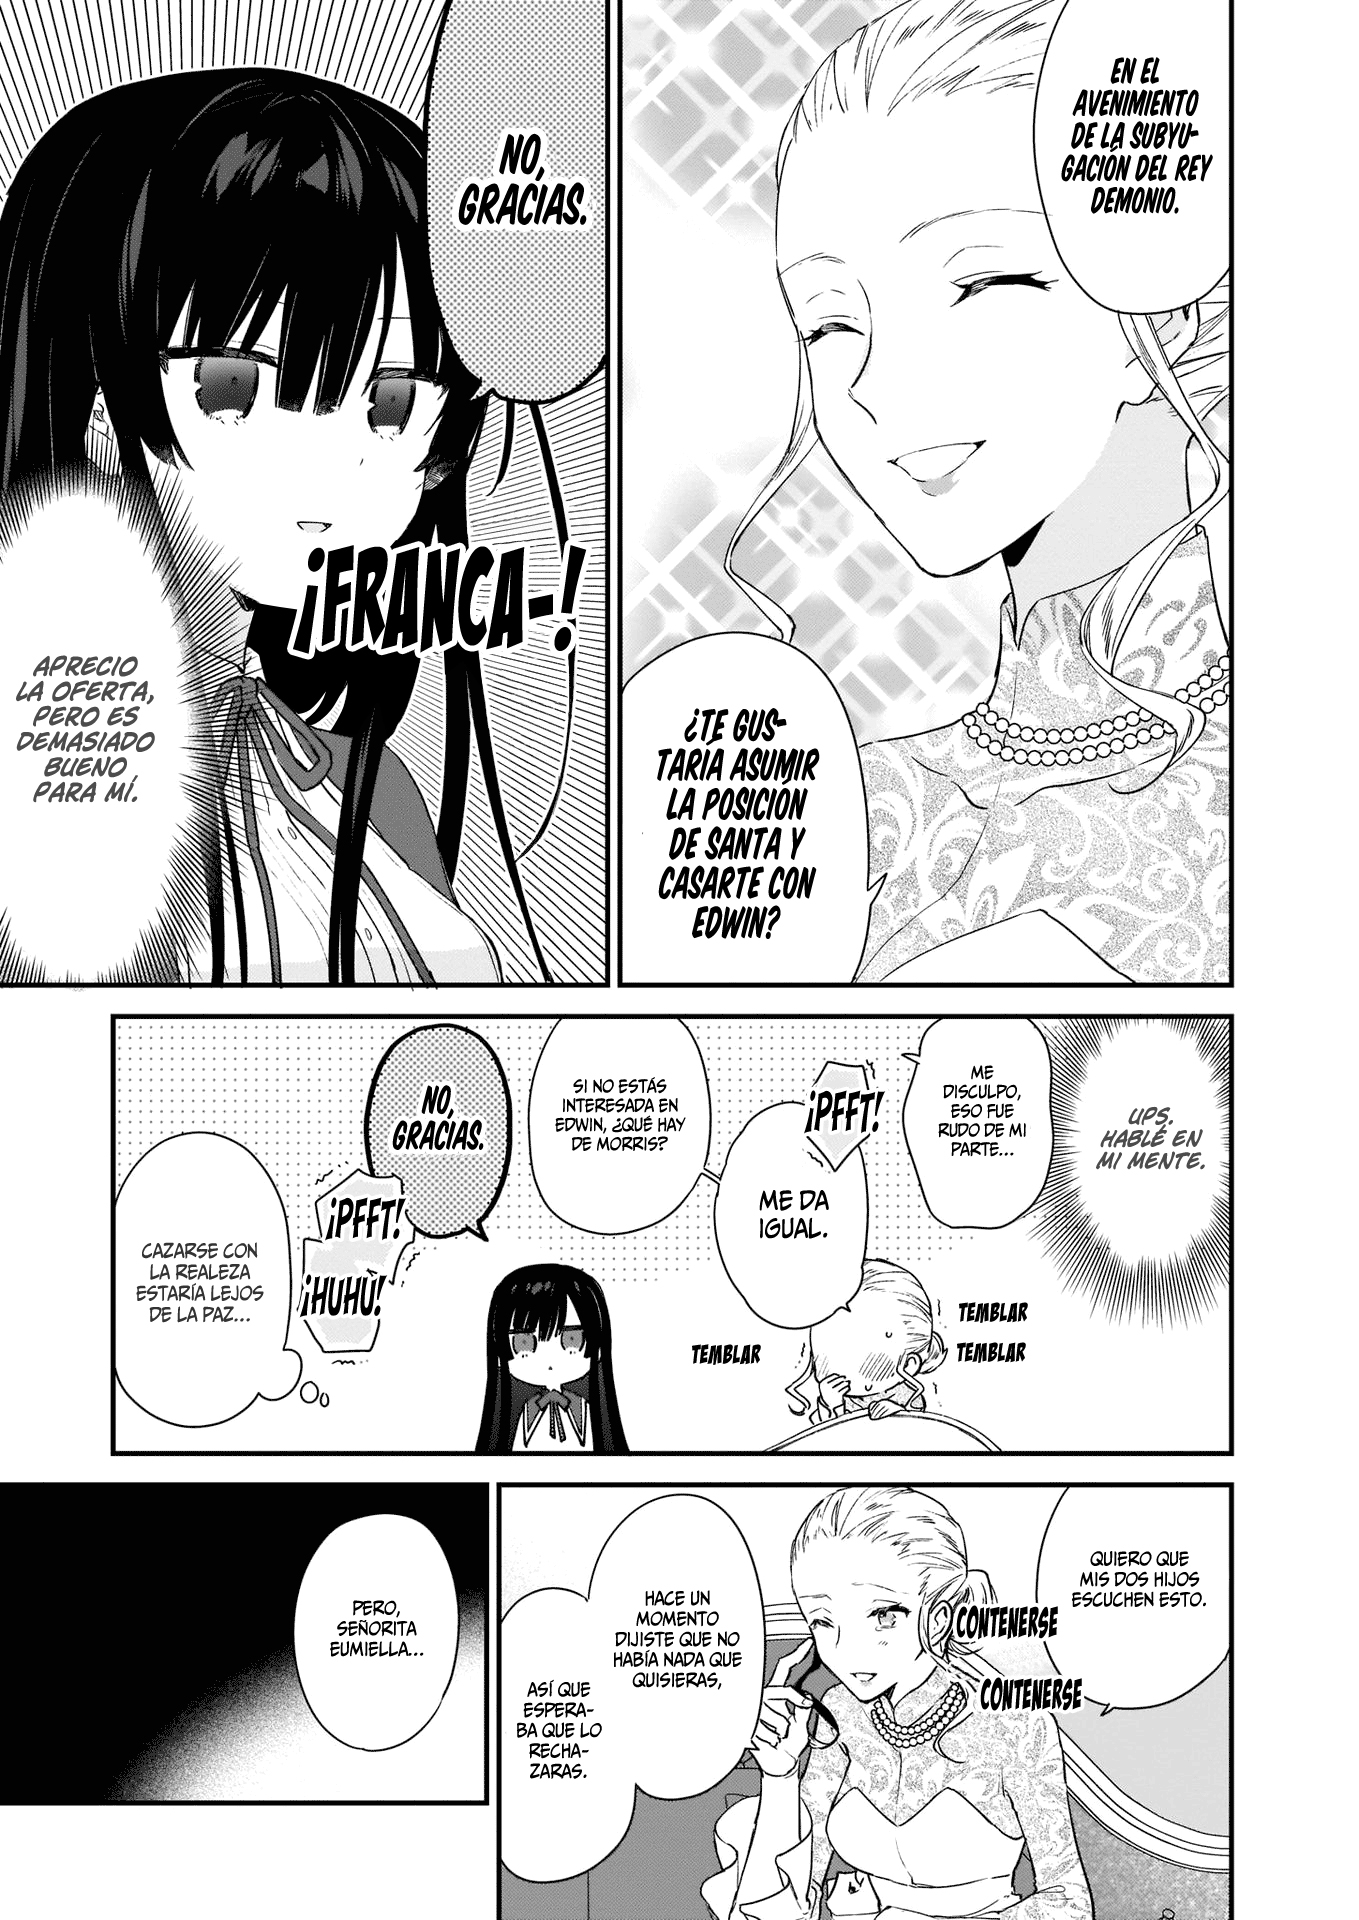 EN EL
AVENIMIENTO
DE LA SUBYU-
GACIÓN DEL REY
DEMONIO.
¿TE GUS-
TARÍA ASUMIR
LA POSICIÓN
DE SANTA Y
CASARTE CON
EDWIN?
NO,
GRACIAS.
¡FRANCA-!
APRECIO
LA OFERTA,
PERO ES
DEMASIADO
BUENO
PARA MÍ.
UPS.
HABLÉ EN
MI MENTE.
ME
DISCULPO,
ESO FUE
RUDO DE MI
PARTE...
¡PFFT!
ME DA
IGUAL.
TEMBLAR
TEMBLAR
TEMBLAR
SI NO ESTÁS
INTERESADA EN
EDWIN, ¿QUÉ HAY
DE MORRIS?
NO,
GRACIAS.
¡PFFT!
¡HUHU!
CAZARSE CON
LA REALEZA
ESTARÍA LEJOS
DE LA PAZ...
QUIERO QUE
MIS DOS HIJOS
ESCUCHEN ESTO.
CONTENERSE
CONTENERSE
HACE UN
MOMENTO
DIJISTE QUE NO
HABÍA NADA QUE
QUISIERAS,
ASÍ QUE
ESPERA-
BA QUE LO
RECHA-
ZARAS.
PERO,
SEÑORITA
EUMIELLA...